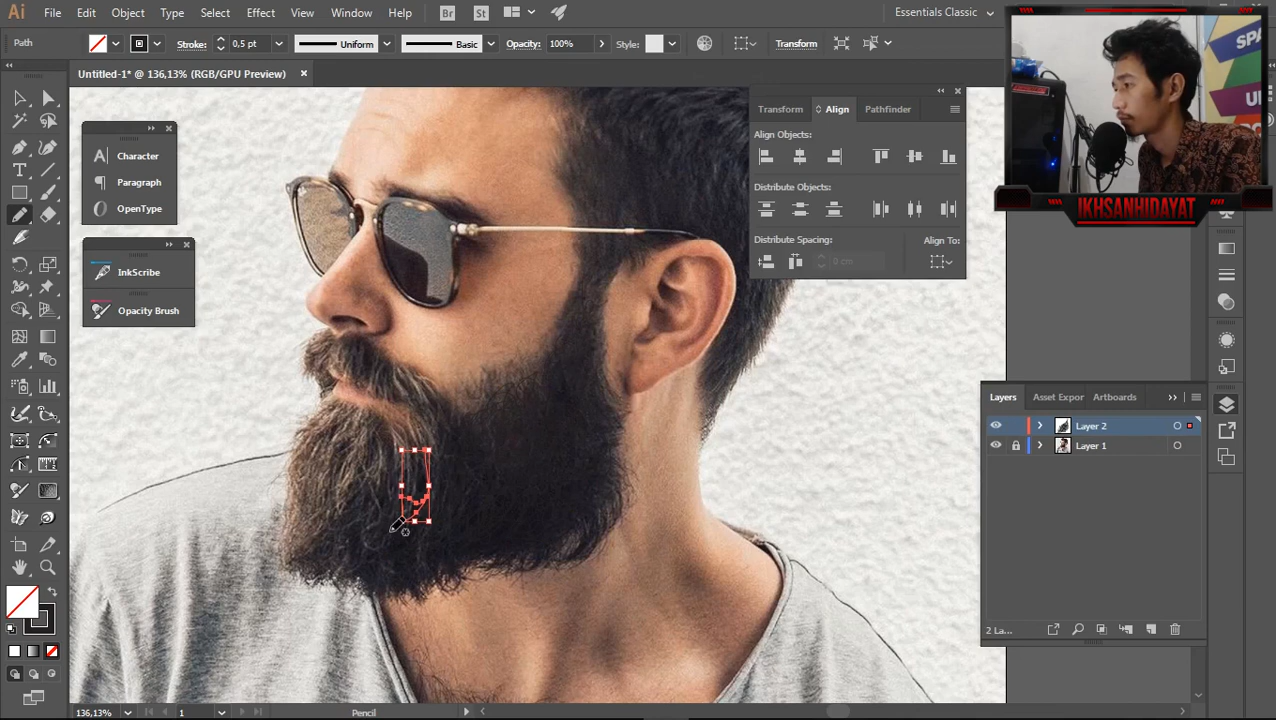 Ai File Edit Object Type Select Effect View Window Help Br St Essentials Classic
Path Stroke: 0,5 pt Uniform Basic Opacity: 100% Style: Transform
Untitled-1* @ 136,13% (RGB/GPU Preview)
Transform Align Pathfinder
Align Objects:
Distribute Objects:
Distribute Spacing: Align To:
0 cm
Character
Paragraph
OpenType
InkScribe
Opacity Brush
IKHSANHIDAYAT
Layers Asset Expor Artboards
Layer 2
Layer 1
2 La...
136,13% 1 Pencil